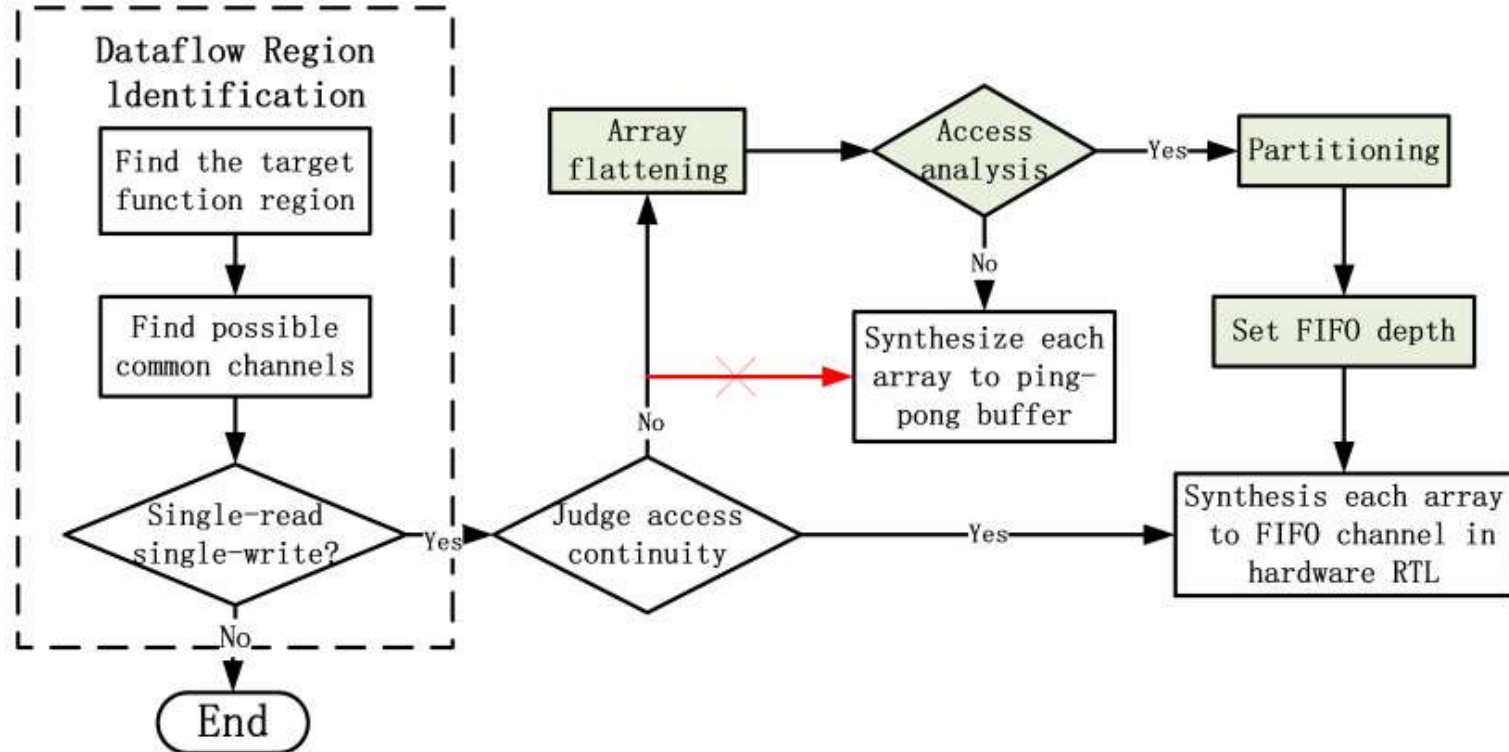 Dataflow Region
ldentification
Find the target
function region
Find possible
common channels
Single-read
single-write?
Yes
No
End
Judge access
continuity
No
Yes
Array
flattening
Access
analysis
Yes
No
Synthesize each
array to ping-
pong buffer
Partitioning
Set FIFO depth
Synthesis each array
to FIFO channel in
hardware RTL